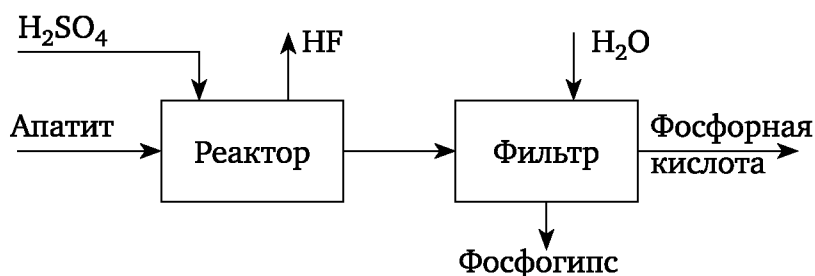 H₂SO₄
HF
H₂O
Апатит
Реактор
Фильтр
Фосфорная
кислота
Фосфогипс